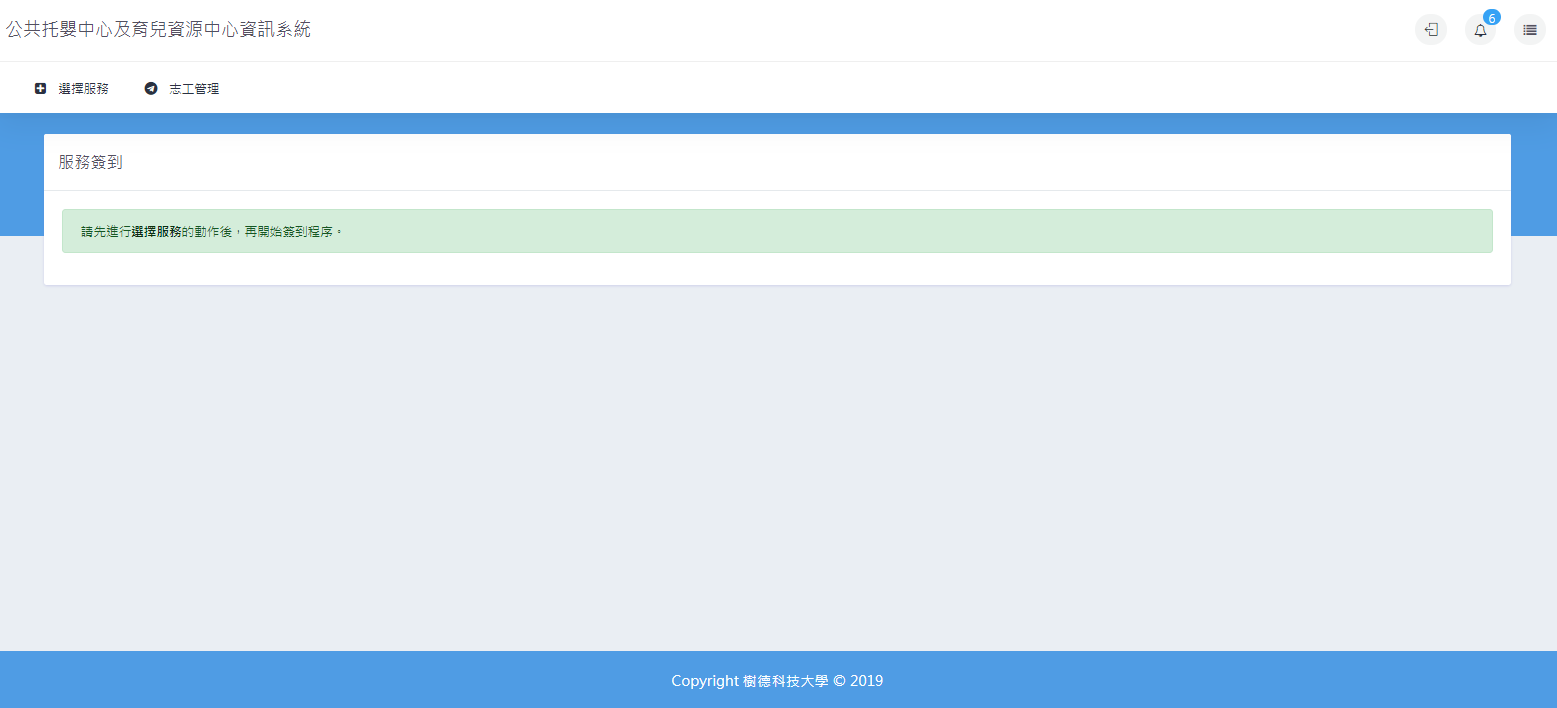 公共托嬰中心及育兒資源中心資訊系統
6
選擇服務 志工管理
服務簽到
請先進行選擇服務的動作後，再開始簽到程序。
Copyright 樹德科技大學 © 2019